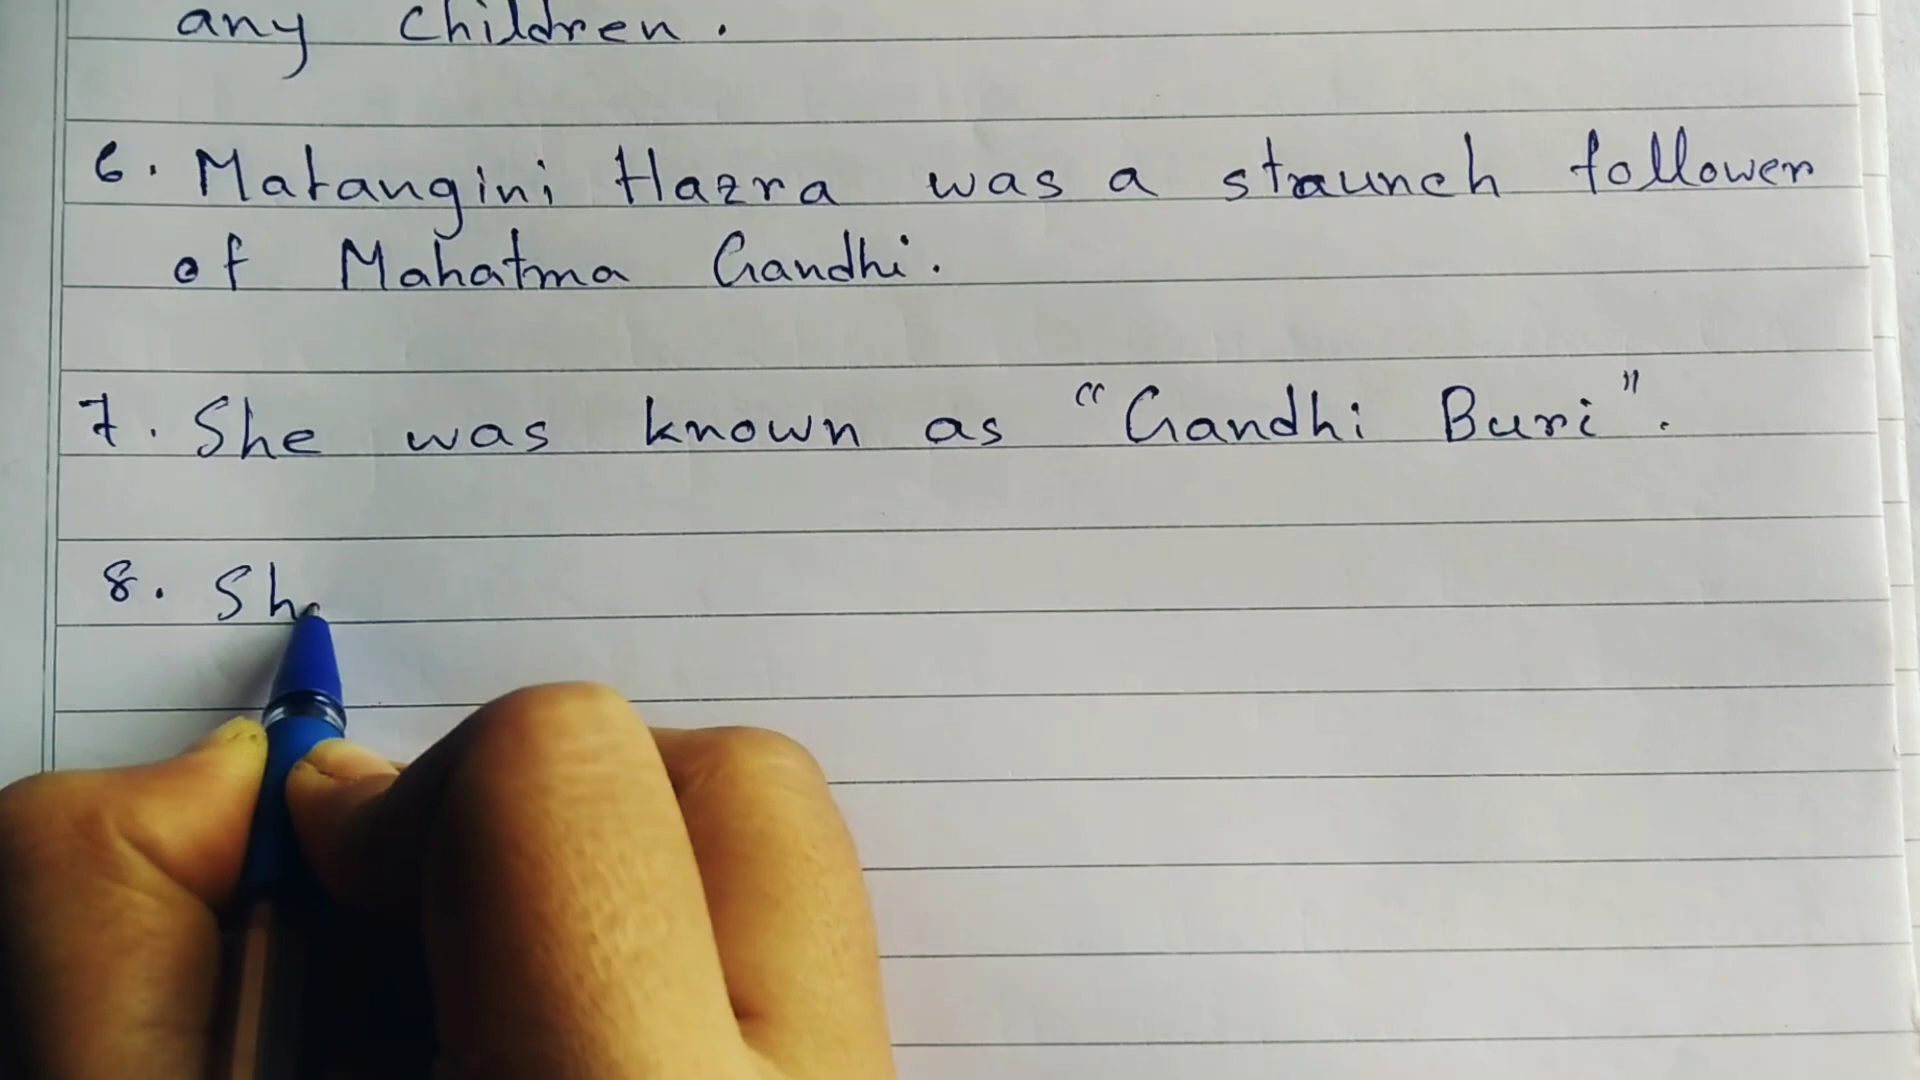 any children.
6. Matangini Hazra was a staunch follower
of Mahatma Gandhi.
7. She was known as "Gandhi Buri".
8. Sh